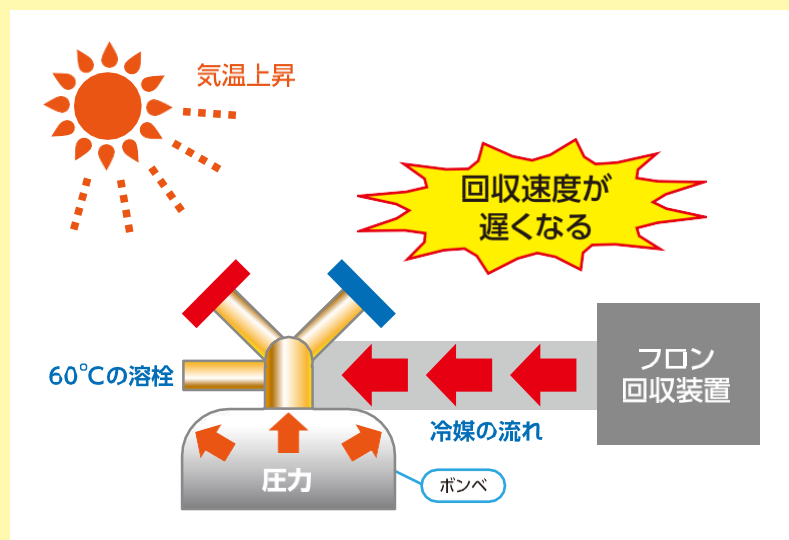 気温上昇
回収速度が
遅くなる
60℃の溶栓
フロン
回収装置
冷媒の流れ
圧力
ボンベ